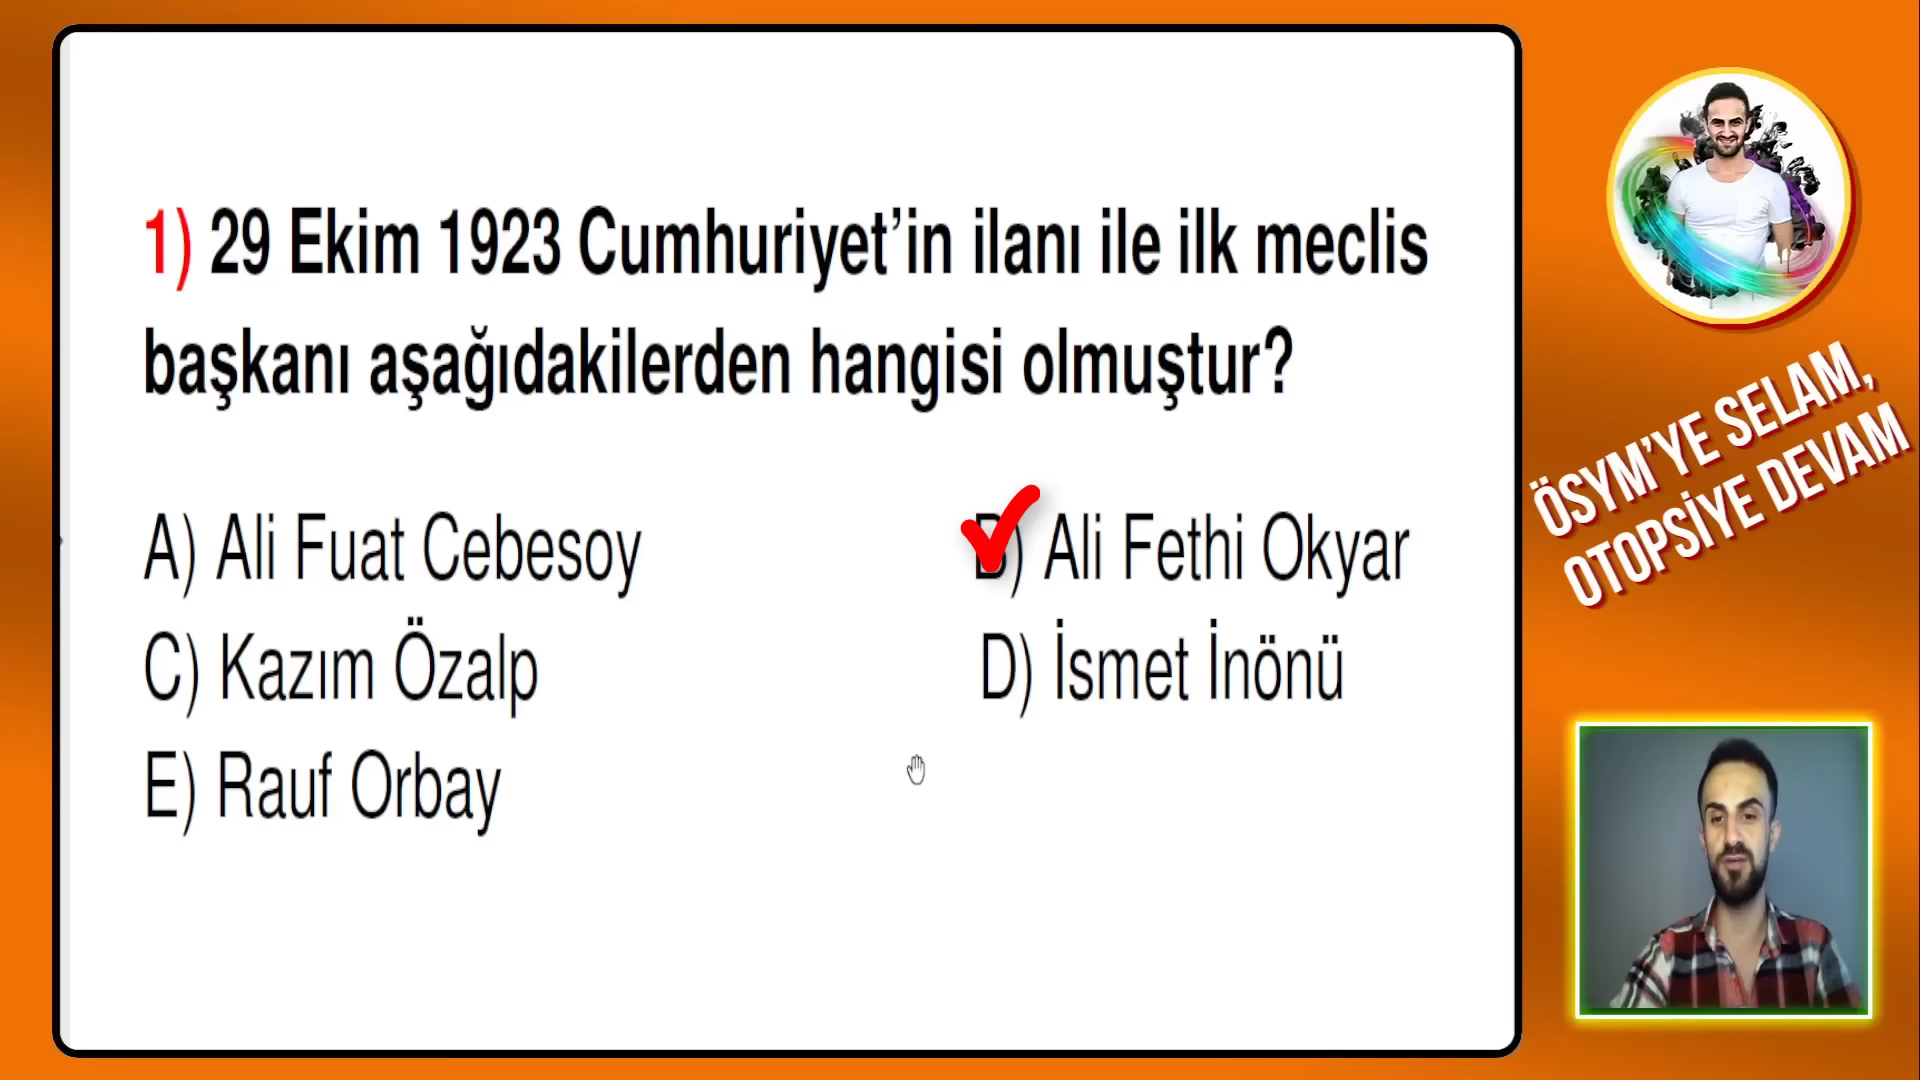 1) 29 Ekim 1923 Cumhuriyet’in ilanı ile ilk meclis
başkanı aşağıdakilerden hangisi olmuştur?
A) Ali Fuat Cebesoy
B) Ali Fethi Okyar
C) Kazım Özalp
D) İsmet İnönü
E) Rauf Orbay
ÖSYM’YE SELAM,
OTOPSİYE DEVAM